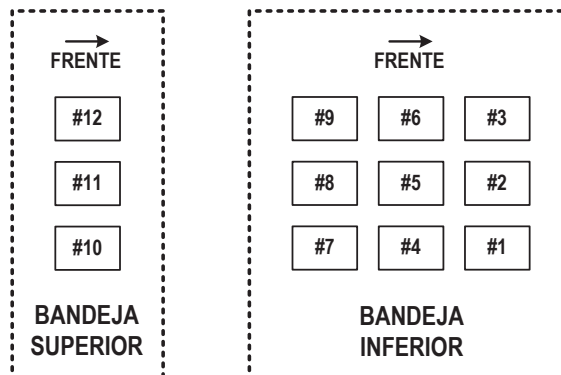 FRENTE
#12
#11
#10
BANDEJA
SUPERIOR
FRENTE
#9 #6 #3
#8 #5 #2
#7 #4 #1
BANDEJA
INFERIOR